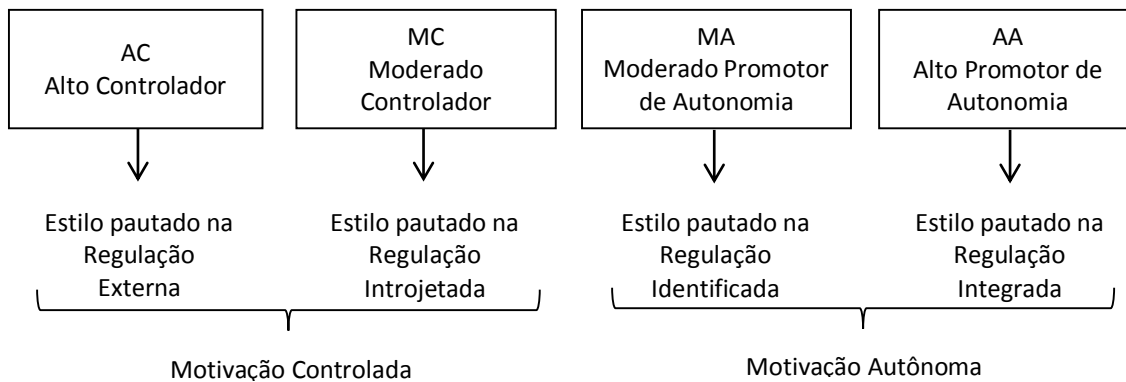 AC
Alto Controlador
MC
Moderado
Controlador
MA
Moderado Promotor
de Autonomia
AA
Alto Promotor de
Autonomia
Estilo pautado na
Regulação
Externa
Estilo pautado na
Regulação
Introjetada
Estilo pautado na
Regulação
Identificada
Estilo pautado na
Regulação
Integrada
Motivação Controlada
Motivação Autônoma